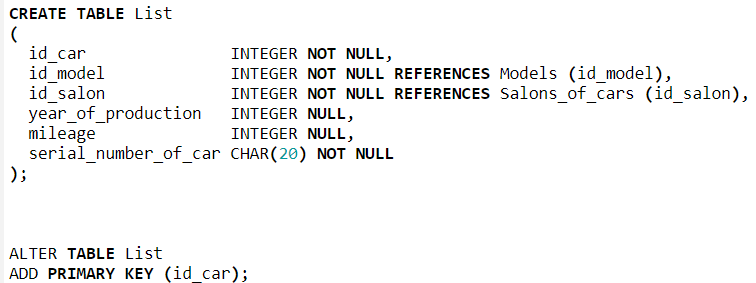 CREATE TABLE List
(
  id_car               INTEGER NOT NULL,
  id_model             INTEGER NOT NULL REFERENCES Models (id_model),
  id_salon             INTEGER NOT NULL REFERENCES Salons_of_cars (id_salon),
  year_of_production   INTEGER NULL,
  mileage              INTEGER NULL,
  serial_number_of_car CHAR(20) NOT NULL
);
ALTER TABLE List
ADD PRIMARY KEY (id_car);